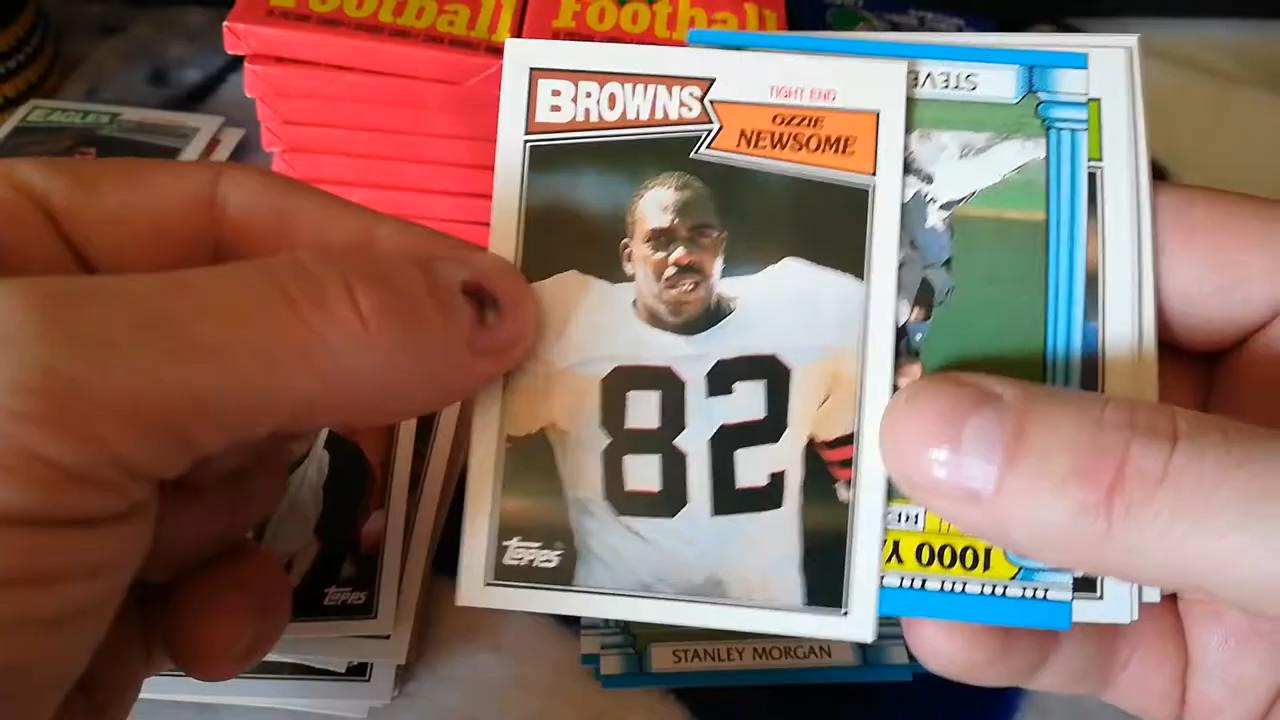 Football
Football
EAGLES
BROWNS
TIGHT END
OZZIE
NEWSOME
STEVE
82
Topps
Topps
1000 Y
STANLEY MORGAN